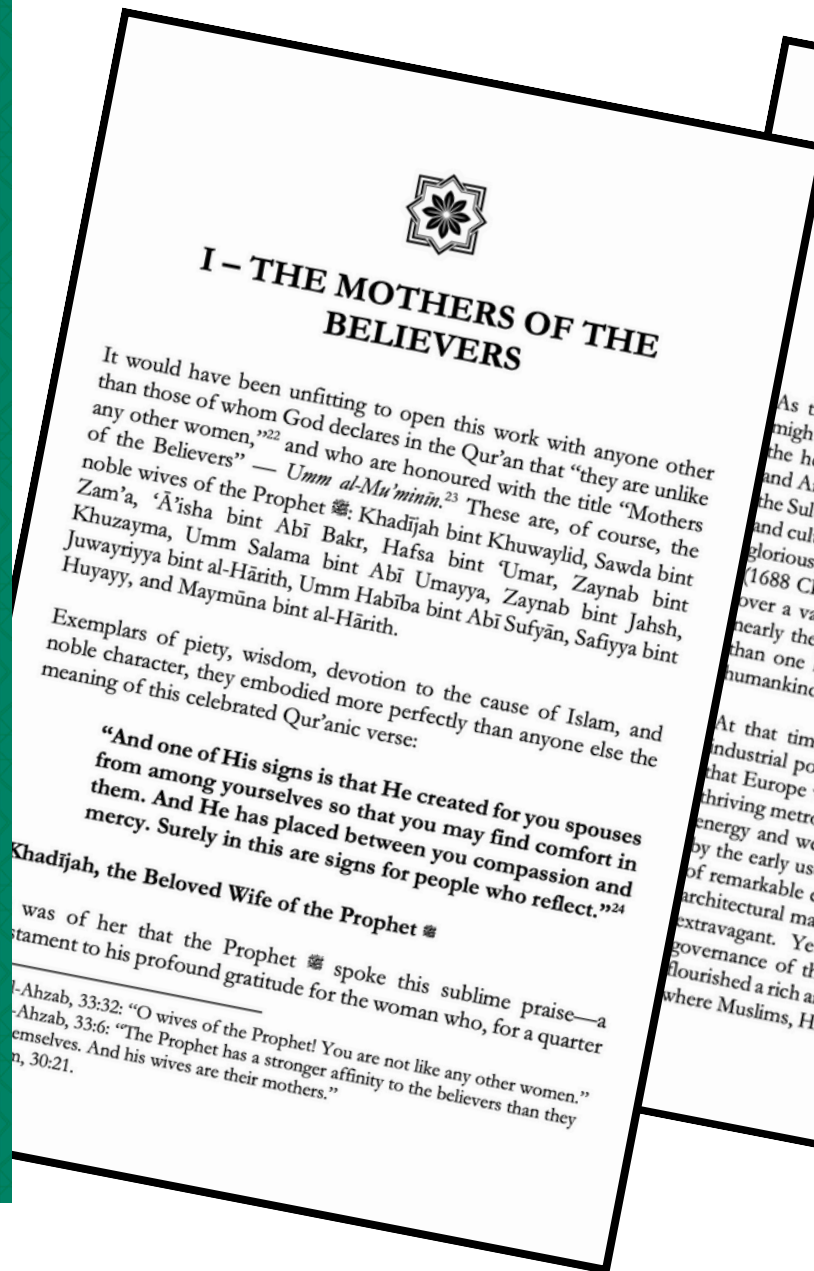 I – THE MOTHERS OF THE
BELIEVERS
It would have been unfitting to open this work with anyone other
than those of whom God declares in the Qur'an that “they are unlike
any other women,”22 and who are honoured with the title “Mothers
of the Believers” — Umm al-Mu'minīn.23 These are, of course, the
noble wives of the Prophet ﷺ: Khadījah bint Khuwaylid, Sawda bint
Zam'a, ‘Ā'isha bint Abī Bakr, Hafsa bint ‘Umar, Zaynab bint
Khuzayma, Umm Salama bint Abī Umayya, Zaynab bint Jahsh,
Juwayriyya bint al-Hārith, Umm Habība bint Abī Sufyān, Safiyya bint
Huyayy, and Maymūna bint al-Hārith.
Exemplars of piety, wisdom, devotion to the cause of Islam, and
noble character, they embodied more perfectly than anyone else the
meaning of this celebrated Qur'anic verse:
“And one of His signs is that He created for you spouses
from among yourselves so that you may find comfort in
them. And He has placed between you compassion and
mercy. Surely in this are signs for people who reflect.”24
Khadījah, the Beloved Wife of the Prophet ﷺ
was of her that the Prophet ﷺ spoke this sublime praise—a
stament to his profound gratitude for the woman who, for a quarter
l-Ahzab, 33:32: “O wives of the Prophet! You are not like any other women.”
-Ahzab, 33:6: “The Prophet has a stronger affinity to the believers than they
emselves. And his wives are their mothers.”
30:21.
As
migh
the
and
the Sul
and cul
glorious
(1688
over a
nearly the
than one
humankind
At that tim
industrial po
that Europe
thriving metro
energy and we
by the early us
of remarkable
architectural ma
extravagant. Ye
governance of th
flourished a rich a
where Muslims, H